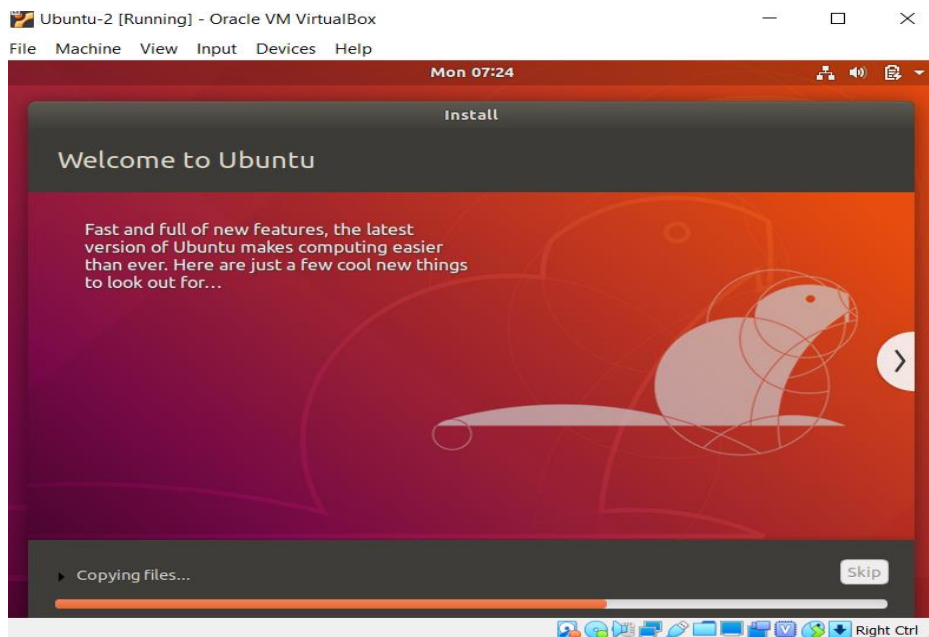 Ubuntu-2 [Running] - Oracle VM VirtualBox
File Machine View Input Devices Help
Mon 07:24
Install
Welcome to Ubuntu
Fast and full of new features, the latest
version of Ubuntu makes computing easier
than ever. Here are just a few cool new things
to look out for...
Copying files...
Skip
Right Ctrl